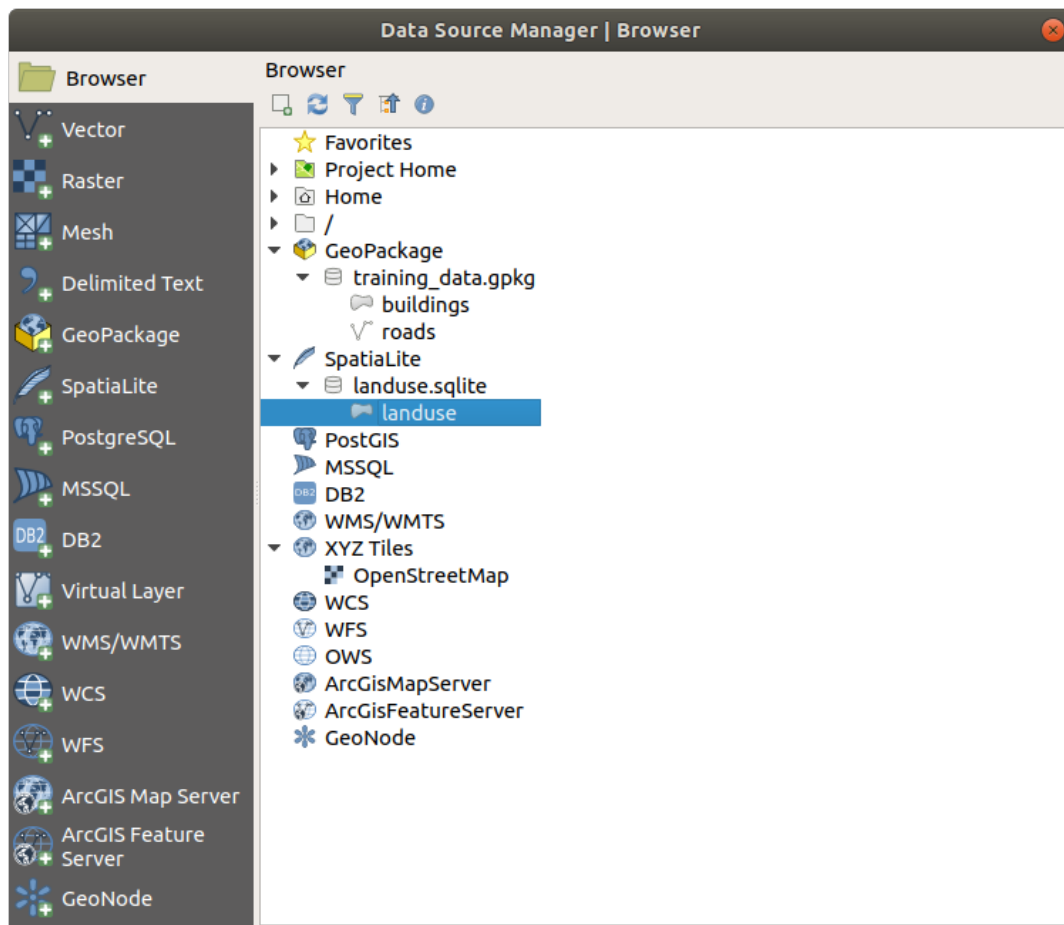 Data Source Manager | Browser
Browser
Vector
Raster
Mesh
Delimited Text
GeoPackage
SpatiaLite
PostgreSQL
MSSQL
DB2
DB2
Virtual Layer
WMS/WMTS
WCS
WFS
ArcGIS Map Server
ArcGIS Feature
Server
GeoNode
Browser
Favorites
Project Home
Home
/
GeoPackage
training_data.gpkg
buildings
roads
SpatiaLite
landuse.sqlite
landuse
PostGIS
MSSQL
DB2
DB2
WMS/WMTS
XYZ Tiles
OpenStreetMap
WCS
WFS
OWS
ArcGisMapServer
ArcGisFeatureServer
GeoNode